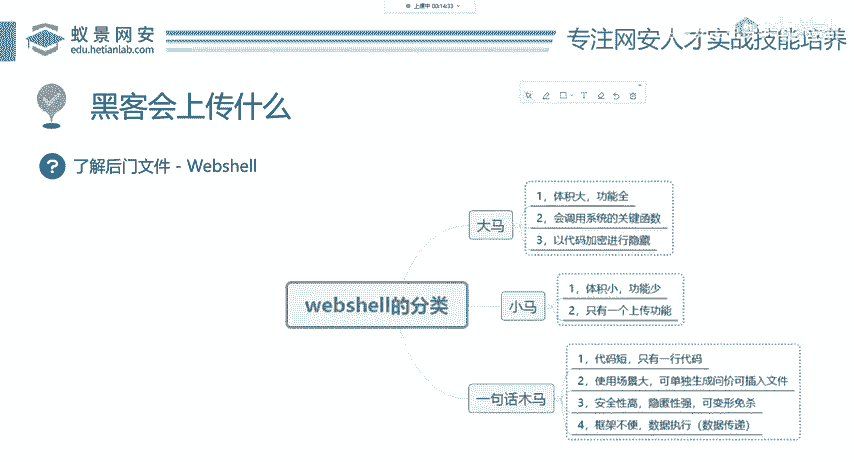 上课中 00:14:33
蚁景网安
edu.hetianlab.com
专注网安人才实战技能培养
黑客会上传什么
? 了解后门文件 - Webshell
webshell的分类
大马
1，体积大，功能全
2，会调用系统的关键函数
3，以代码加密进行隐藏
小马
1，体积小，功能少
2，只有一个上传功能
一句话木马
1，代码短，只有一行代码
2，使用场景大，可单独生成问价可插入文件
3，安全性高，隐匿性强，可变形免杀
4，框架不便，数据执行（数据传递）